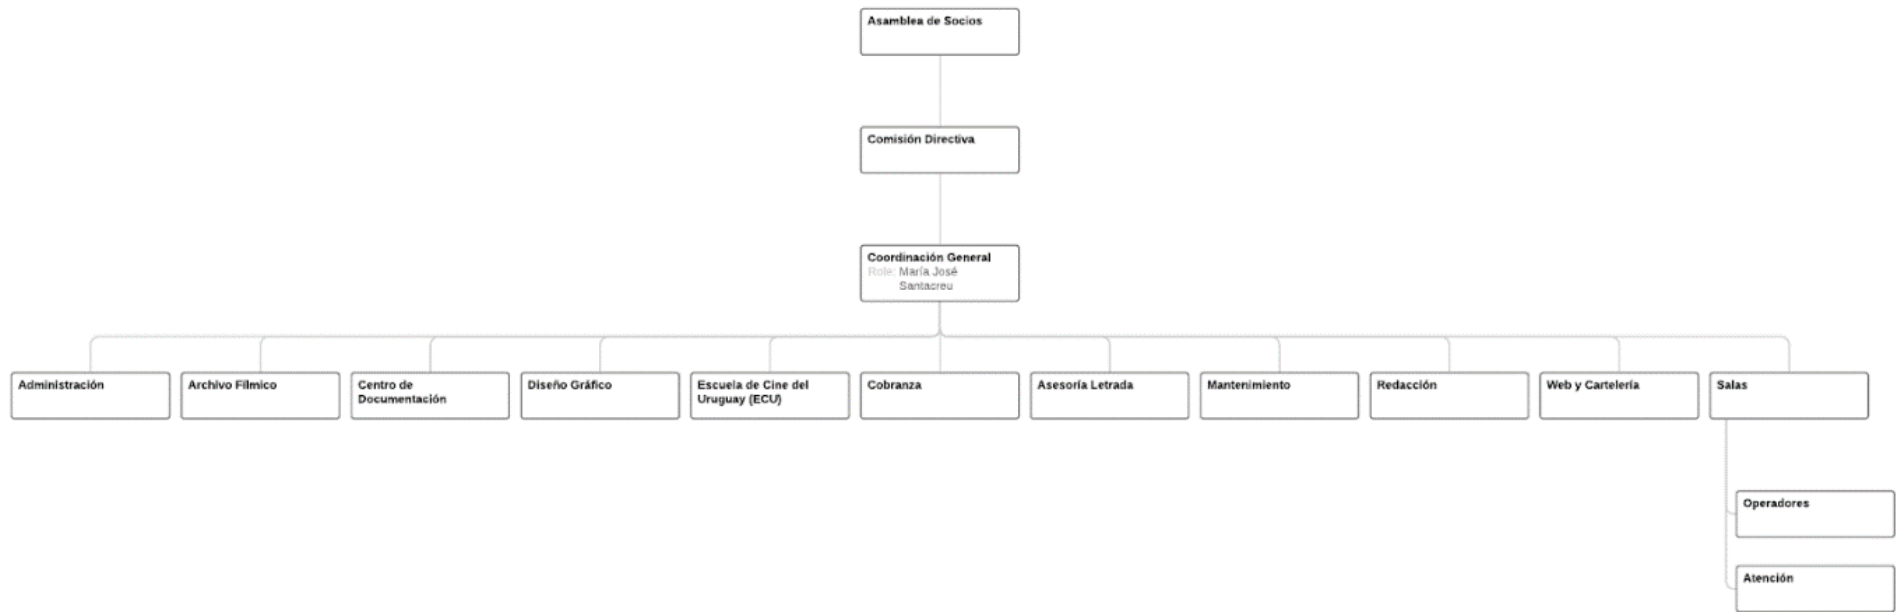 Asamblea de Socios
Comisión Directiva
Coordinación General
Role: María José
Santacreu
Administración
Archivo Fílmico
Centro de
Documentación
Diseño Gráfico
Escuela de Cine del
Uruguay (ECU)
Cobranza
Asesoría Letrada
Mantenimiento
Redacción
Web y Cartelería
Salas
Operadores
Atención